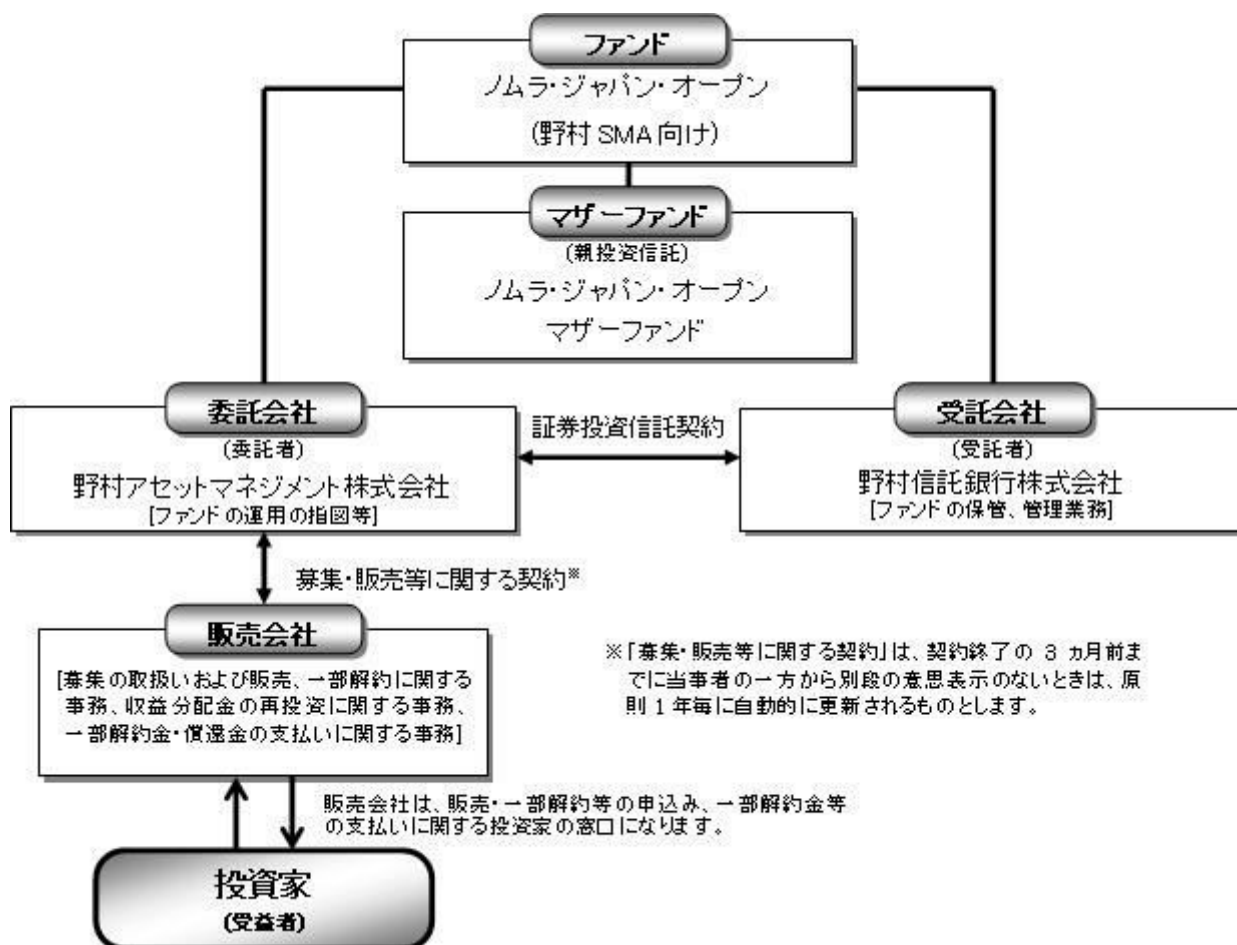 ファンド
ノムラ・ジャパン・オープン
(野村 SMA 向け)
マザーファンド
(親投資信託)
ノムラ・ジャパン・オープン
マザーファンド
委託会社
(委託者)
野村アセットマネジメント株式会社
[ファンドの運用の指図等]
証券投資信託契約
受託会社
(受託者)
野村信託銀行株式会社
[ファンドの保管、管理業務]
募集・販売等に関する契約※
販売会社
[募集の取扱いおよび販売、一部解約に関する
事務、収益分配金の再投資に関する事務、
一部解約金・償還金の支払いに関する事務]
※「募集・販売等に関する契約」は、契約終了の 3 ヵ月前ま
でに当事者の一方から別段の意思表示のないときは、原
則 1 年毎に自動的に更新されるものとします。
販売会社は、販売・一部解約等の申込み、一部解約金等
の支払いに関する投資家の窓口になります。
投資家
(受益者)